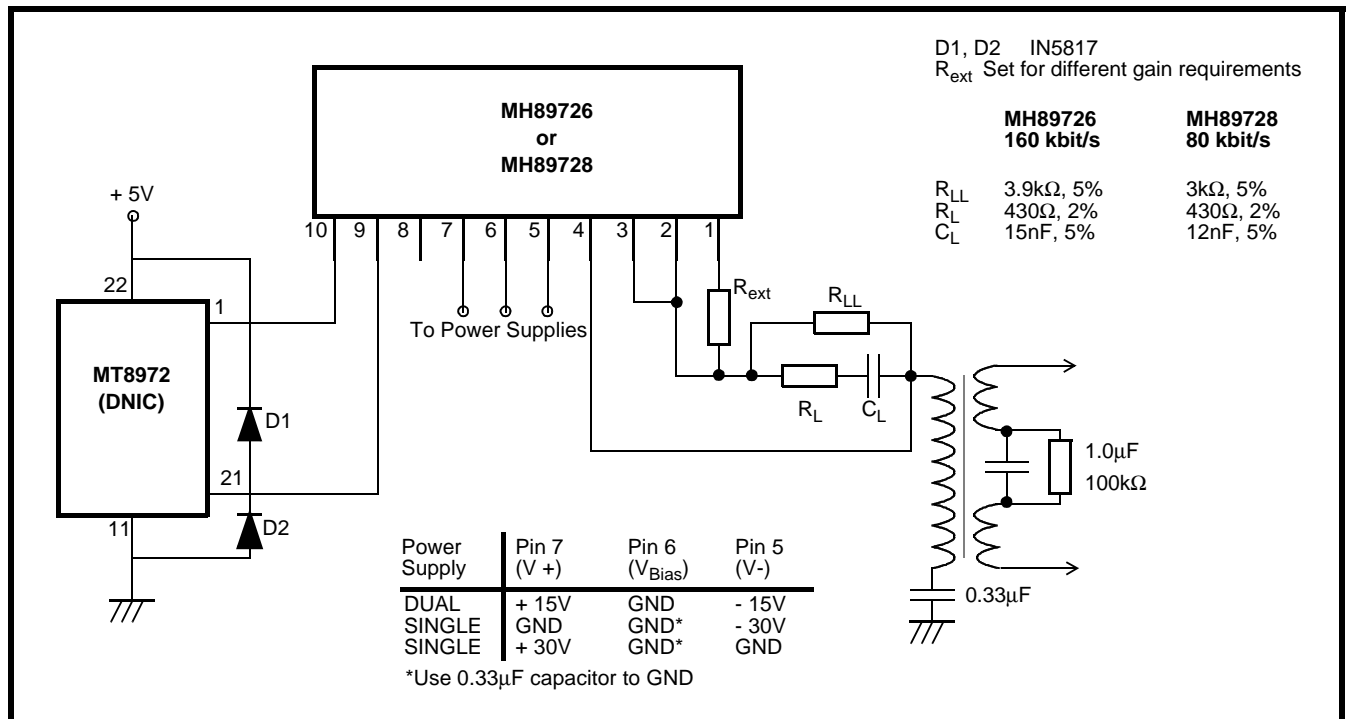 D1, D2 IN5817
Rext Set for different gain requirements
MH89726 MH89728
160 kbit/s 80 kbit/s
RLL 3.9kΩ, 5% 3kΩ, 5%
RL 430Ω, 2% 430Ω, 2%
CL 15nF, 5% 12nF, 5%
MH89726
or
MH89728
10 9 8 7 6 5 4 3 2 1
+ 5V
22
1
MT8972
(DNIC)
21
11
D1
D2
To Power Supplies
Rext
RLL
RL
CL
1.0µF
100kΩ
0.33µF
Power Pin 7 Pin 6 Pin 5
Supply (V +) (VBias) (V-)
DUAL + 15V GND - 15V
SINGLE GND GND* - 30V
SINGLE + 30V GND* GND
*Use 0.33µF capacitor to GND